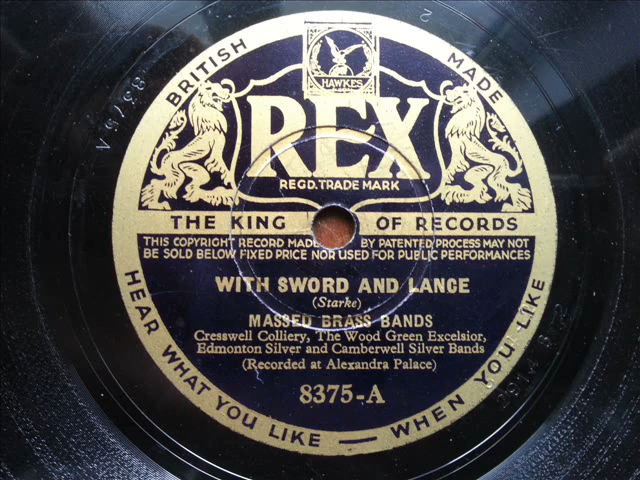 2
8375A
BRITISH MADE
HAWKES
REX
REGD. TRADE MARK
THE KING OF RECORDS
THIS COPYRIGHT RECORD MADE BY PATENTED PROCESS MAY NOT
BE SOLD BELOW FIXED PRICE NOR USED FOR PUBLIC PERFORMANCES
WITH SWORD AND LANCE
(Starke)
MASSED BRASS BANDS
Cresswell Colliery, The Wood Green Excelsior,
Edmonton Silver and Camberwell Silver Bands
(Recorded at Alexandra Palace)
8375-A
HEAR WHAT YOU LIKE — WHEN YOU LIKE